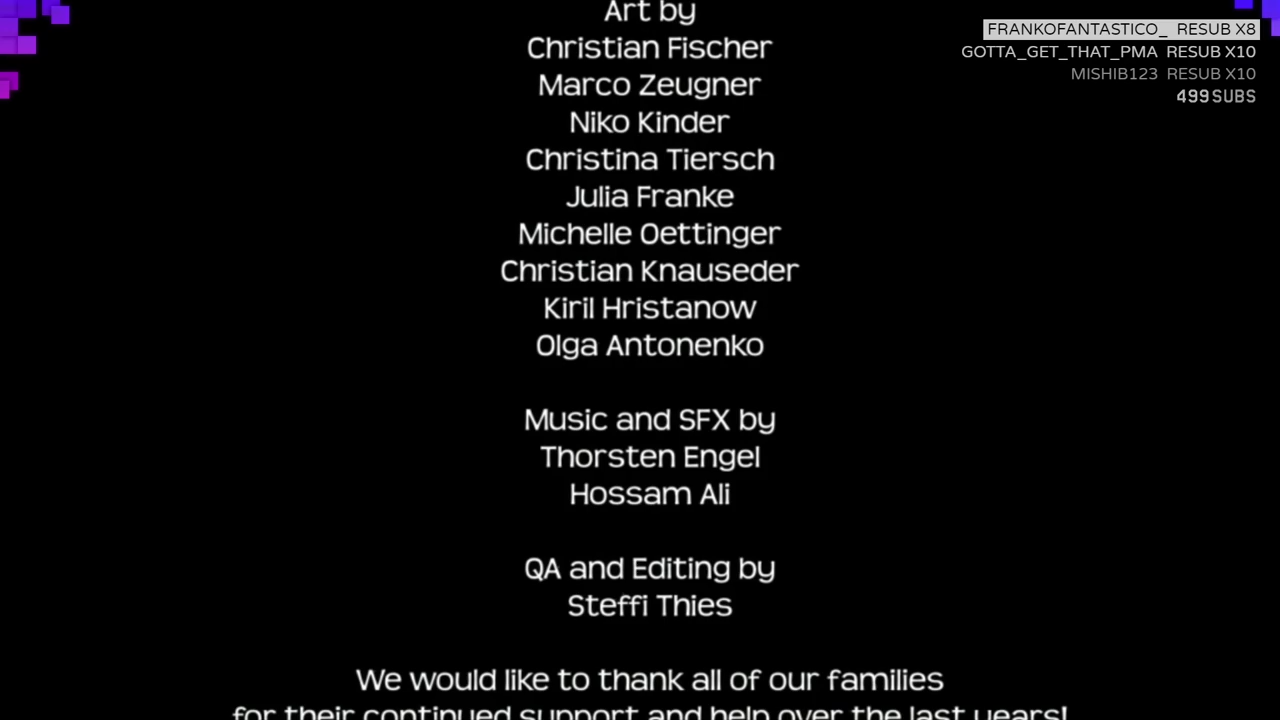 Art by
Christian Fischer
Marco Zeugner
Niko Kinder
Christina Tiersch
Julia Franke
Michelle Oettinger
Christian Knauseder
Kiril Hristanow
Olga Antonenko
Music and SFX by
Thorsten Engel
Hossam Ali
QA and Editing by
Steffi Thies
We would like to thank all of our families
for their continued support and help over the last years!
FRANKOFANTASTICO_ RESUB X8
GOTTA_GET_THAT_PMA RESUB X10
MISHIB123 RESUB X10
499 SUBS